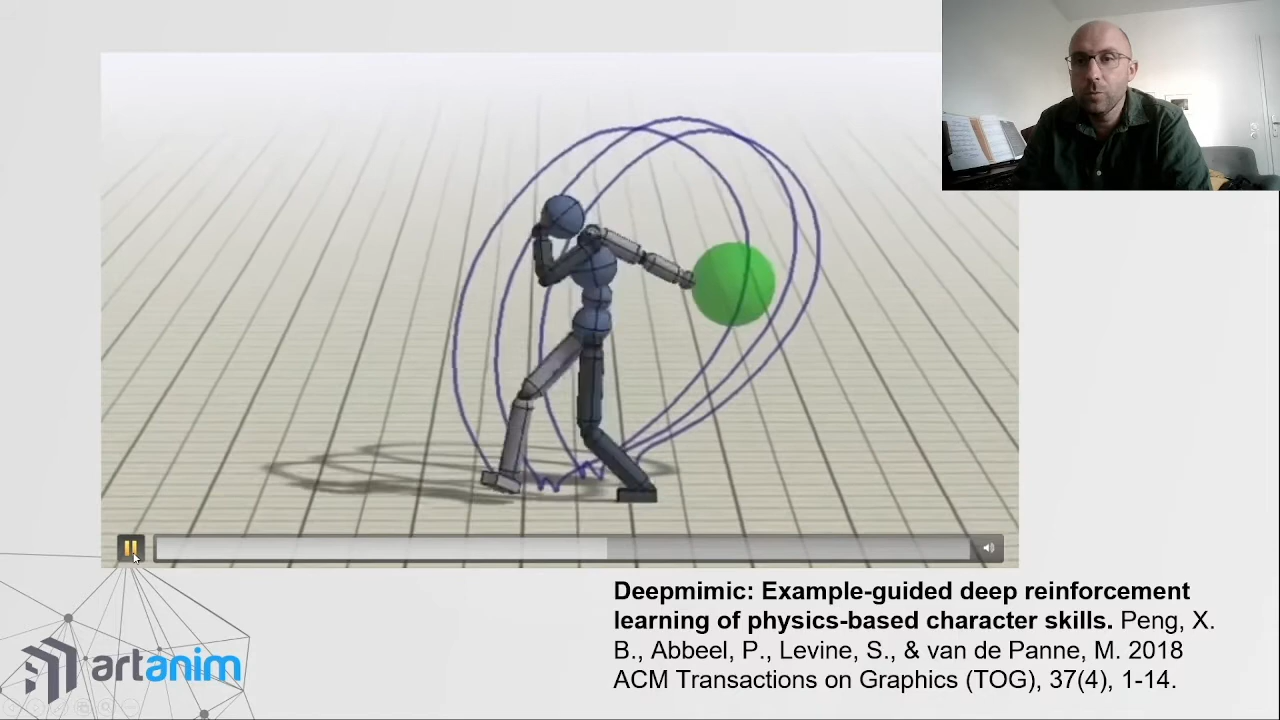 Deepmimic: Example-guided deep reinforcement
learning of physics-based character skills. Peng, X.
B., Abbeel, P., Levine, S., & van de Panne, M. 2018
ACM Transactions on Graphics (TOG), 37(4), 1-14.
artanim